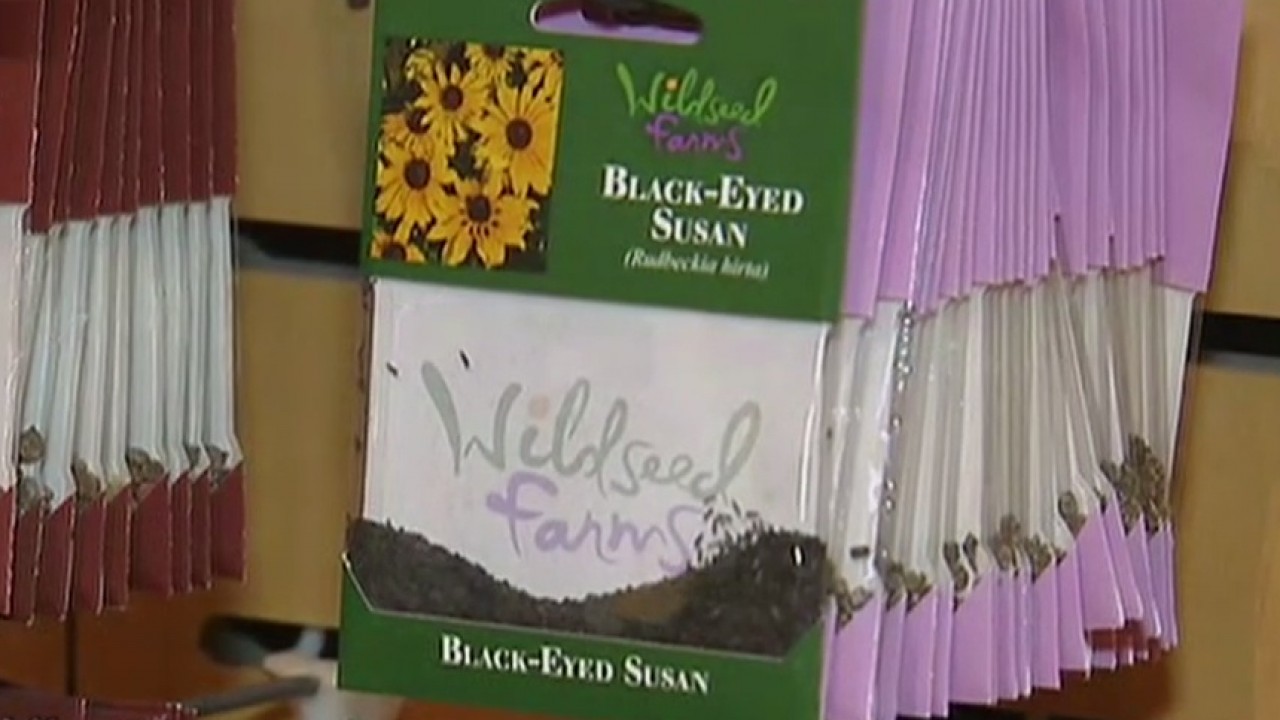 Wildseed
farms
BLACK-EYED
SUSAN
(Rudbeckia hirta)
Wildseed
farms
BLACK-EYED SUSAN